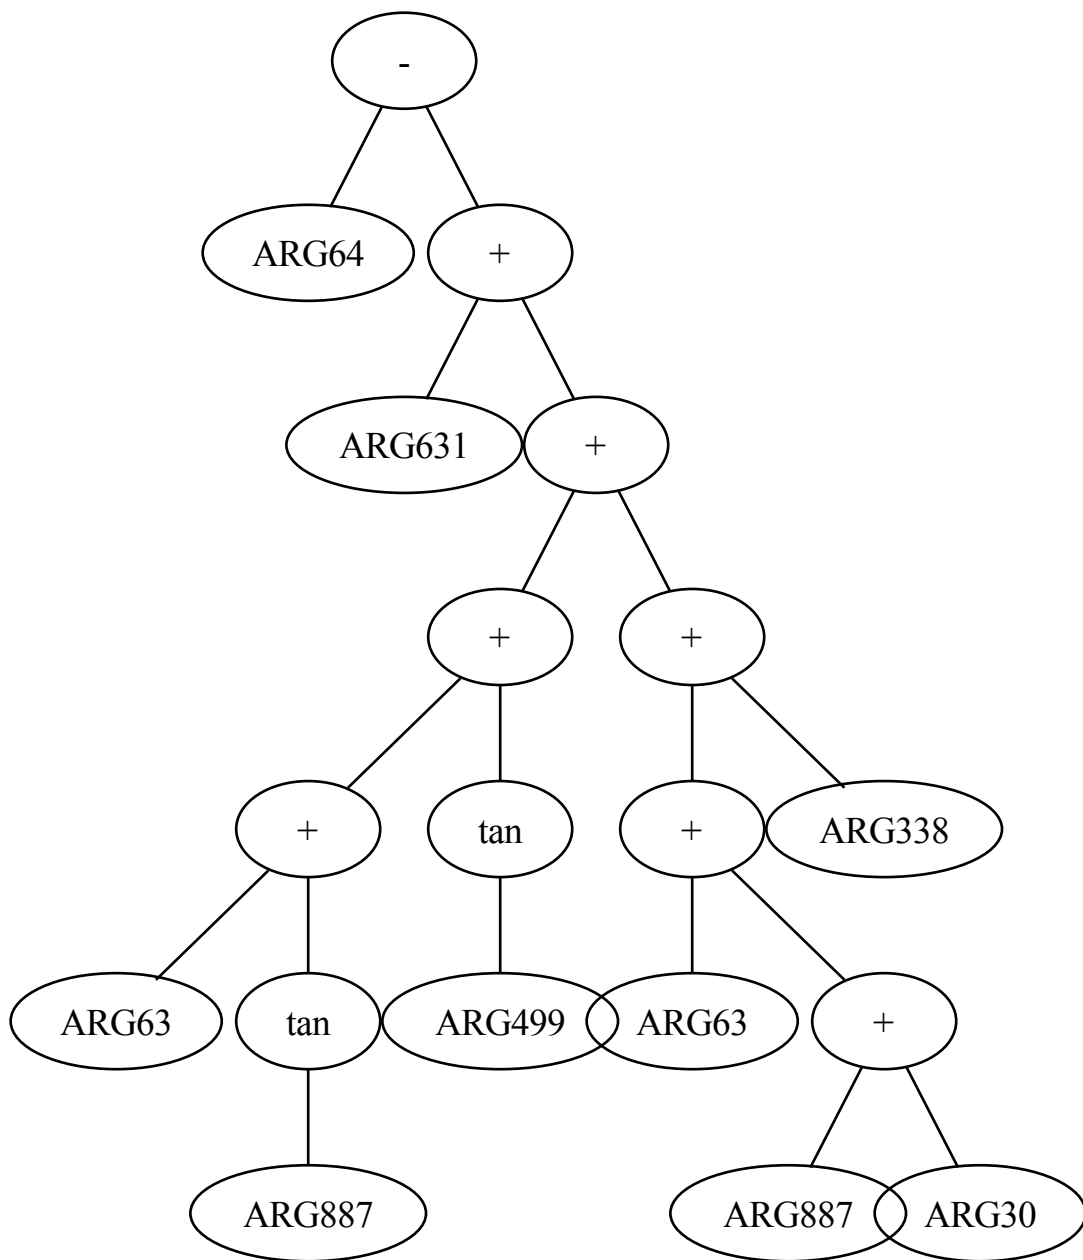 -
ARG64 +
ARG631 +
+ +
+ tan + ARG338
ARG63 tan ARG499 ARG63 +
ARG887 ARG887 ARG30